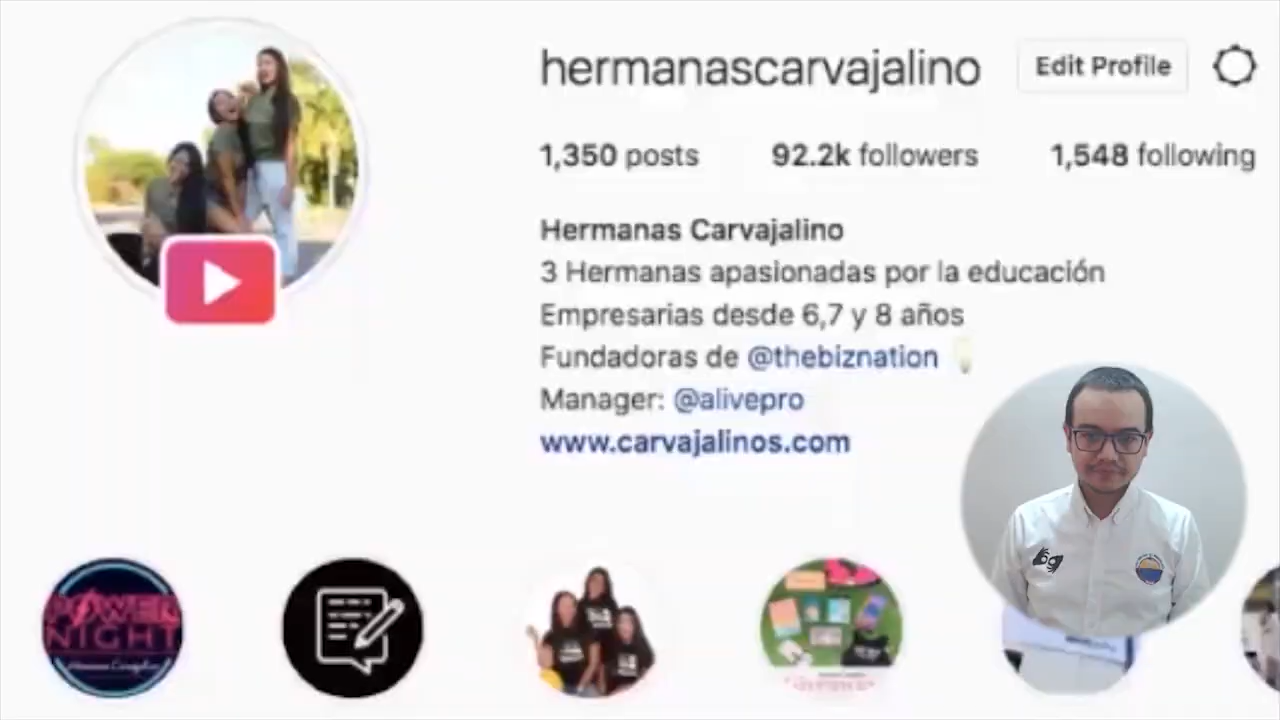 hermanascarvajalino Edit Profile
1,350 posts 92.2k followers 1,548 following
Hermanas Carvajalino
3 Hermanas apasionadas por la educación
Empresarias desde 6,7 y 8 años
Fundadoras de @thebiznation
Manager: @alivepro
www.carvajalinos.com
POWER
NIGHT